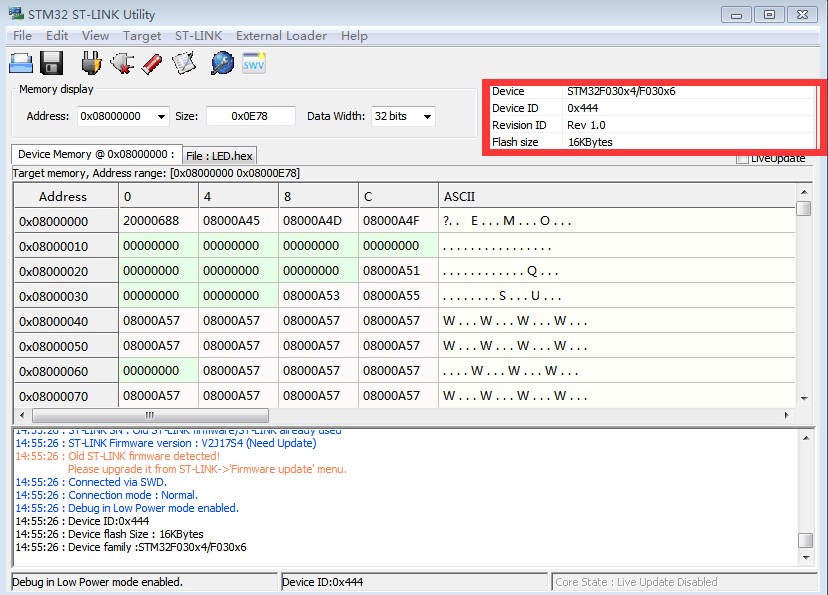 STM32 ST-LINK Utility
File Edit View Target ST-LINK External Loader Help
SWV
Memory display
Address: 0x08000000 Size: 0x0E78 Data Width: 32 bits
Device STM32F030x4/F030x6
Device ID 0x444
Revision ID Rev 1.0
Flash size 16KBytes
LiveUpdate
Device Memory @ 0x08000000 : File : LED.hex
Target memory, Address range: [0x08000000 0x08000E78]
Address 0 4 8 C ASCII
0x08000000 20000688 08000A45 08000A4D 08000A4F ?.. E...M...O...
0x08000010 00000000 00000000 00000000 00000000 ................
0x08000020 00000000 00000000 00000000 08000A51 ............Q...
0x08000030 00000000 00000000 08000A53 08000A55 ........S...U...
0x08000040 08000A57 08000A57 08000A57 08000A57 W...W...W...W...
0x08000050 08000A57 08000A57 08000A57 08000A57 W...W...W...W...
0x08000060 00000000 08000A57 08000A57 08000A57 ....W...W...W...
0x08000070 08000A57 08000A57 08000A57 08000A57 W...W...W...W...
14:55:26 : ST-LINK SN : Old ST-LINK firmware/ST-LINK already used
14:55:26 : ST-LINK Firmware version : V2J17S4 (Need Update)
14:55:26 : Old ST-LINK firmware detected!
Please upgrade it from ST-LINK->'Firmware update' menu.
14:55:26 : Connected via SWD.
14:55:26 : Connection mode : Normal.
14:55:26 : Debug in Low Power mode enabled.
14:55:26 : Device ID:0x444
14:55:26 : Device flash Size : 16KBytes
14:55:26 : Device family :STM32F030x4/F030x6
Debug in Low Power mode enabled. Device ID:0x444 Core State : Live Update Disabled